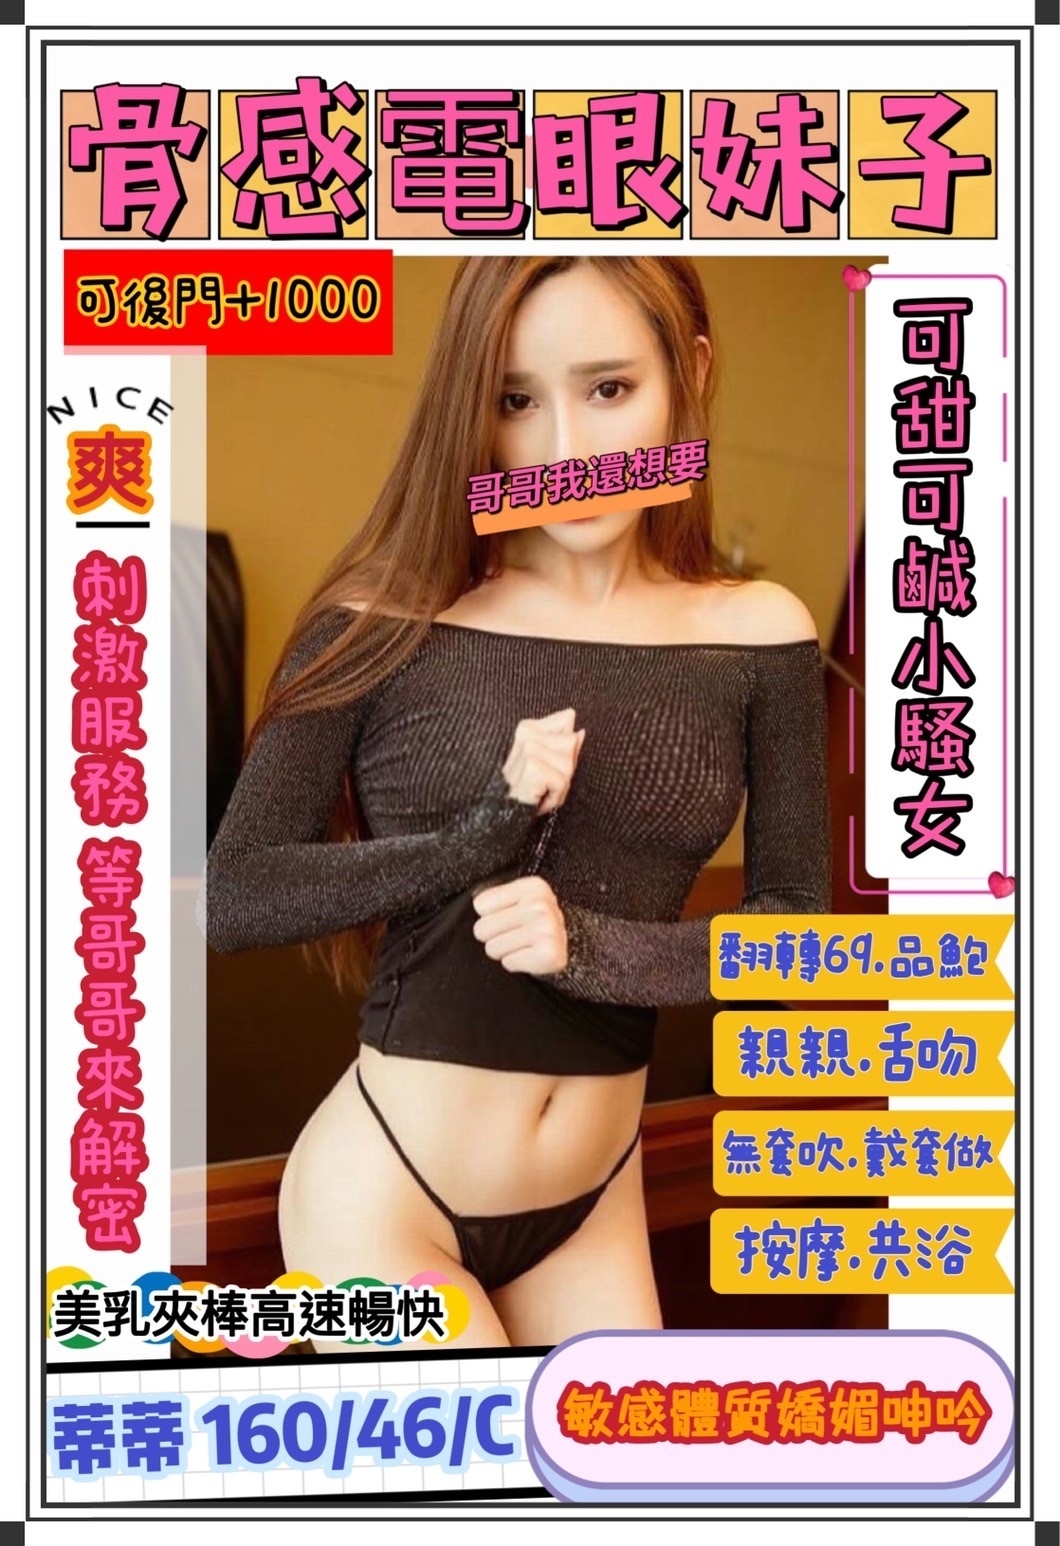 骨感電眼妹子
可後門+1000
NICE
爽
刺激服務 等哥哥來解密
哥哥我還想要
可甜可鹹小騷女
翻轉69.品鮑
親親.舌吻
無套吹.戴套做
按摩.共浴
美乳夾棒高速暢快
蒂蒂 160/46/C
敏感體質嬌媚呻吟